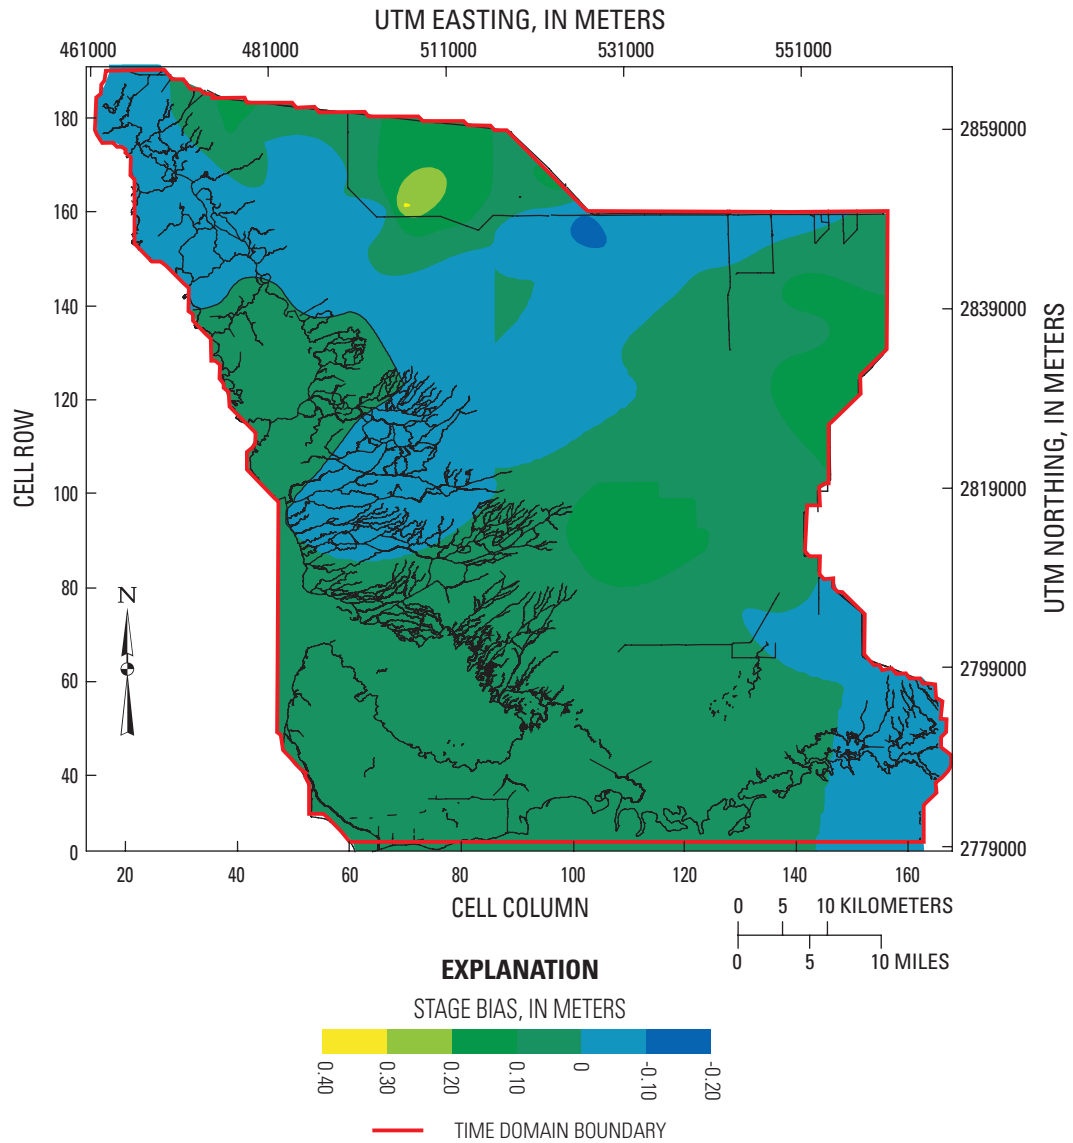 UTM EASTING, IN METERS
461000 481000 511000 531000 551000
180
160
140
120
100
80
60
40
0
CELL ROW
2859000
2839000
2819000
2799000
2779000
UTM NORTHING, IN METERS
N
20 40 60 80 100 120 140 160
CELL COLUMN
0 5 10 KILOMETERS
0 5 10 MILES
EXPLANATION
STAGE BIAS, IN METERS
0.40 0.30 0.20 0.10 0 -0.10 -0.20
TIME DOMAIN BOUNDARY